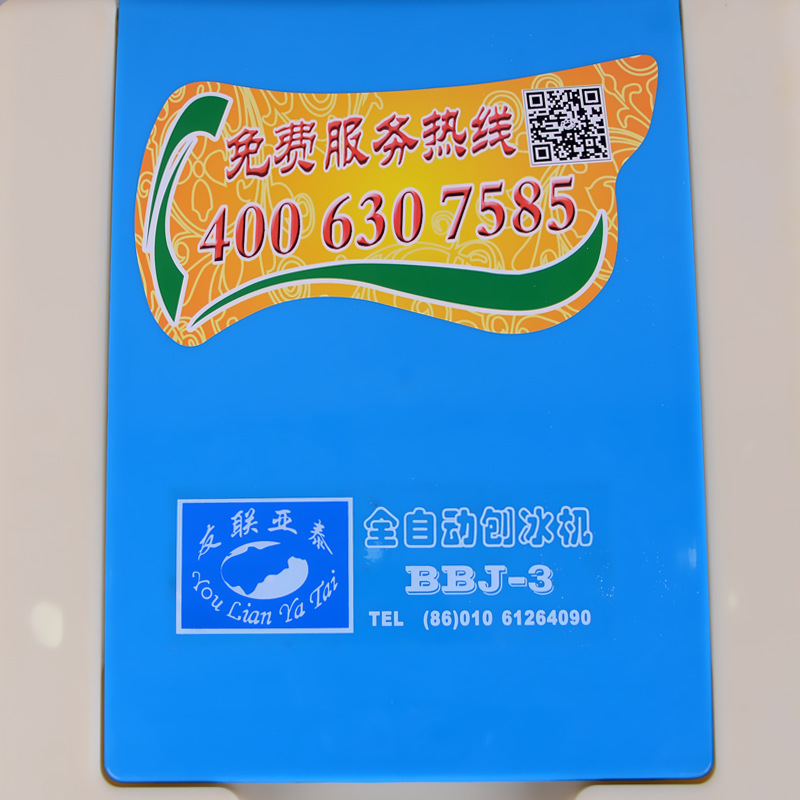 免费服务热线
400 630 7585
友联亚泰
You Lian Ya Tai
全自动刨冰机
BBJ-3
TEL (86)010 61264090